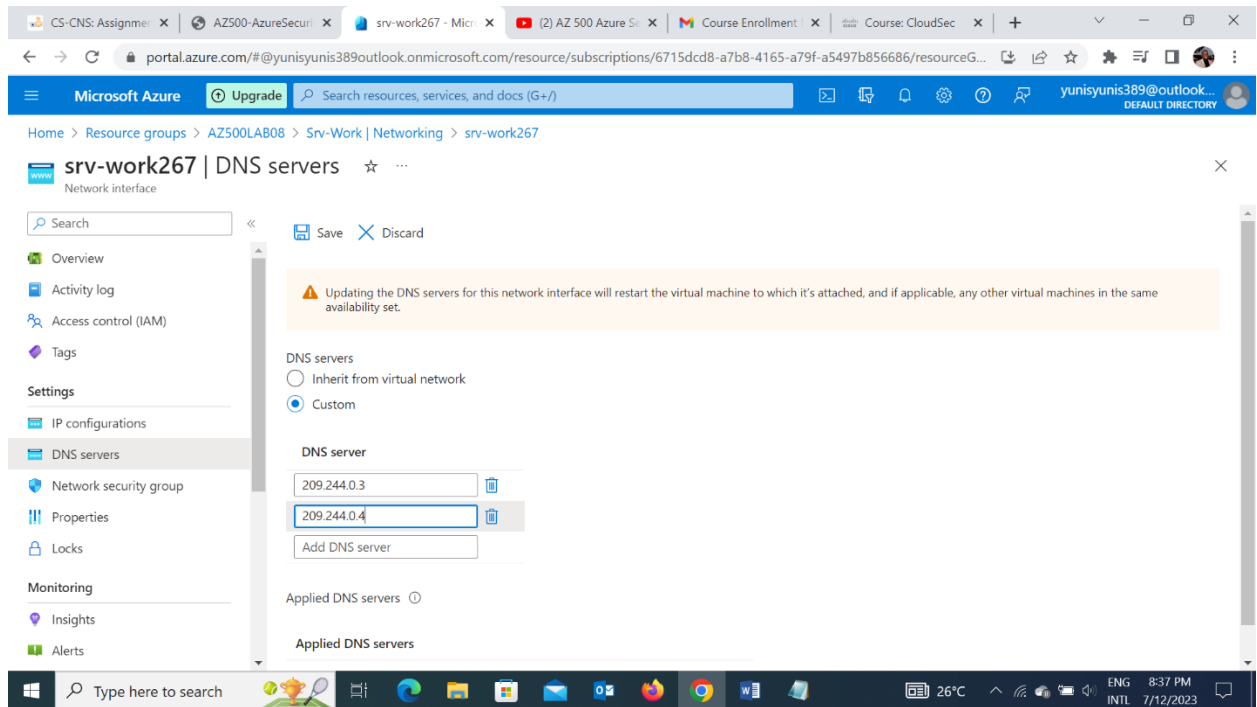 CS-CNS: Assignmen
AZ500-AzureSecuri
srv-work267 - Micro
(2) AZ 500 Azure Se
Course Enrollment
Course: CloudSec
portal.azure.com/#@yunisyunis389outlook.onmicrosoft.com/resource/subscriptions/6715dcd8-a7b8-4165-a79f-a5497b856686/resourceG...
Microsoft Azure
Upgrade
Search resources, services, and docs (G+/)
yunisyunis389@outlook...
DEFAULT DIRECTORY
Home > Resource groups > AZ500LAB08 > Srv-Work | Networking > srv-work267
www
srv-work267 | DNS servers
Network interface
Search
Save
Discard
Overview
Activity log
Access control (IAM)
Tags
Settings
IP configurations
DNS servers
Network security group
Properties
Locks
Monitoring
Insights
Alerts
Updating the DNS servers for this network interface will restart the virtual machine to which it's attached, and if applicable, any other virtual machines in the same
availability set.
DNS servers
Inherit from virtual network
Custom
DNS server
209.244.0.3
209.244.0.4
Add DNS server
Applied DNS servers
Applied DNS servers
Type here to search
26°C
ENG
INTL
8:37 PM
7/12/2023